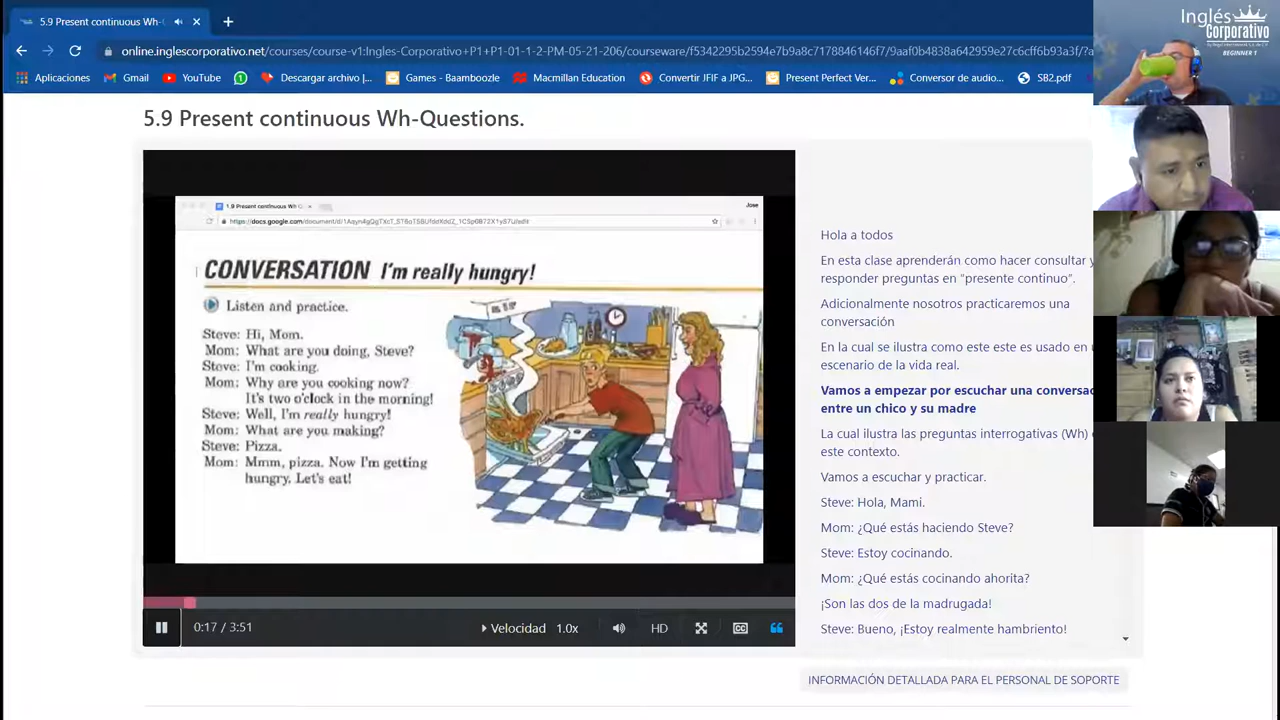 5.9 Present continuous Wh-
online.inglescorporativo.net/courses/course-v1:Ingles-Corporativo+P1+P1-01-1-2-PM-05-21-206/courseware/f5342295b2594e7b9a8c7178846146f7/9aaf0b4838a642959e27c6cff6b93a3f/?a
Aplicaciones
Gmail
YouTube
Descargar archivo |...
Games - Baamboozle
Macmillan Education
Convertir JFIF a JPG...
Present Perfect Ver...
Conversor de audio...
SB2.pdf
Inglés
Corporativo
BEGINNER 1
5.9 Present continuous Wh-Questions.
Jose
CONVERSATION I'm really hungry!
Listen and practice.
Steve: Hi, Mom.
Mom: What are you doing, Steve?
Steve: I'm cooking.
Mom: Why are you cooking now?
It's two o'clock in the morning!
Steve: Well, I'm really hungry!
Mom: What are you making?
Steve: Pizza.
Mom: Mmm, pizza. Now I'm getting
hungry. Let's eat!
0:17 / 3:51
Velocidad 1.0x
HD
CC
Hola a todos
En esta clase aprenderán como hacer consultar y
responder preguntas en "presente continuo".
Adicionalmente nosotros practicaremos una
conversación
En la cual se ilustra como este este es usado en u
escenario de la vida real.
Vamos a empezar por escuchar una conversac
entre un chico y su madre
La cual ilustra las preguntas interrogativas (Wh)
este contexto.
Vamos a escuchar y practicar.
Steve: Hola, Mami.
Mom: ¿Qué estás haciendo Steve?
Steve: Estoy cocinando.
Mom: ¿Qué estás cocinando ahorita?
¡Son las dos de la madrugada!
Steve: Bueno, ¡Estoy realmente hambriento!
INFORMACIÓN DETALLADA PARA EL PERSONAL DE SOPORTE